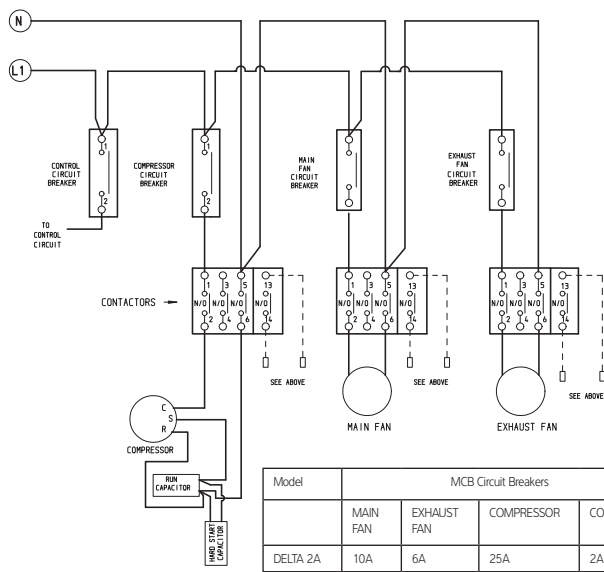 N
L1
CONTROL
CIRCUIT
BREAKER
1
2
TO
CONTROL
CIRCUIT
COMPRESSOR
CIRCUIT
BREAKER
1
2
MAIN
FAN
CIRCUIT
BREAKER
EXHAUST
FAN
CIRCUIT
BREAKER
CONTACTORS
1 3 5 13
N/O N/O N/O N/O
2 4 6 14
SEE ABOVE
1 3 5 13
N/O N/O N/O N/O
2 4 6 14
SEE ABOVE
1 3 5 13
N/O N/O N/O N/O
2 4 6 14
SEE ABOVE
C
S
R
COMPRESSOR
RUN
CAPACITOR
HARD START
CAPACITOR
MAIN FAN
EXHAUST FAN
Model MCB Circuit Breakers
MAIN FAN EXHAUST FAN COMPRESSOR CO
DELTA 2A 10A 6A 25A 2A